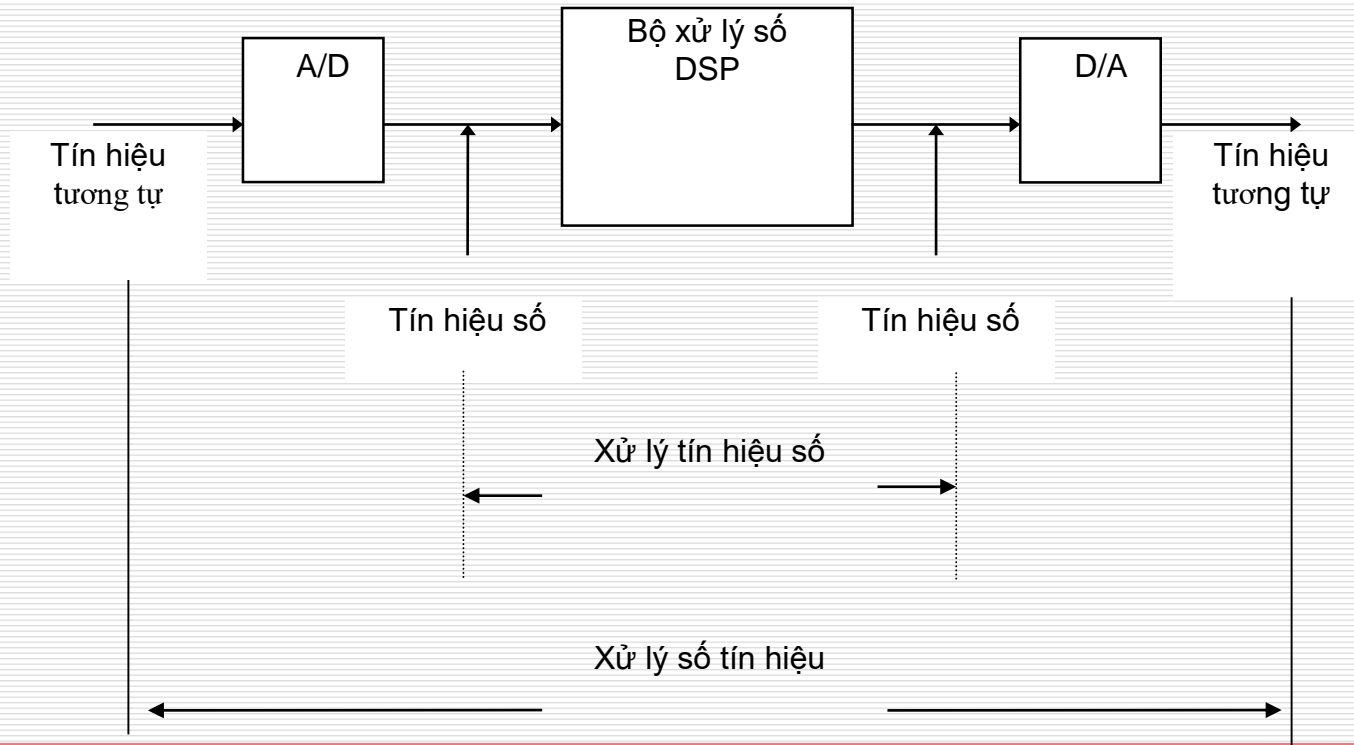 A/D
Bộ xử lý số
DSP
D/A
Tín hiệu
tương tự
Tín hiệu
tương tự
Tín hiệu số
Tín hiệu số
Xử lý tín hiệu số
Xử lý số tín hiệu